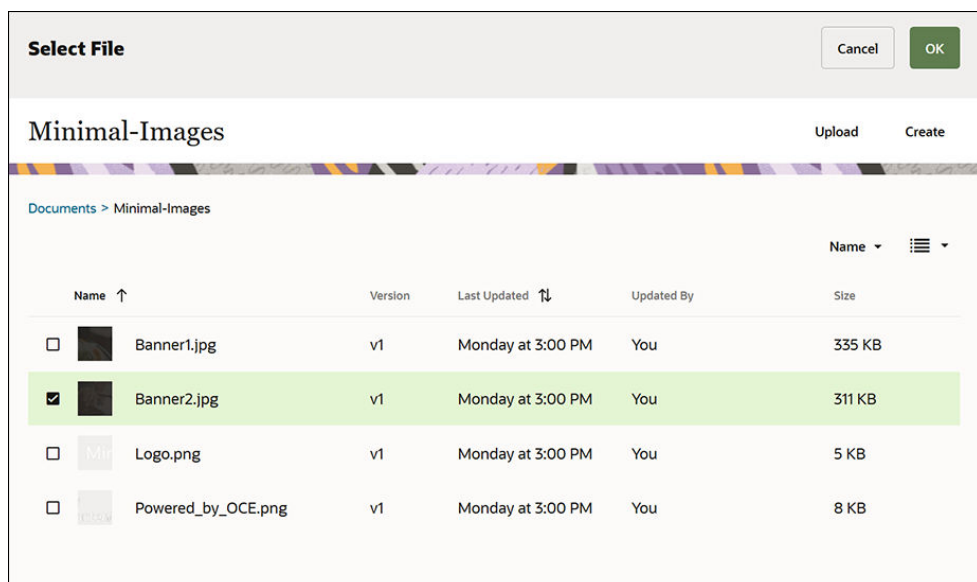 Select File
Cancel
OK
Minimal-Images
Upload
Create
Documents > Minimal-Images
Name
Name Version Last Updated Updated By Size
Banner1.jpg v1 Monday at 3:00 PM You 335 KB
Banner2.jpg v1 Monday at 3:00 PM You 311 KB
Logo.png v1 Monday at 3:00 PM You 5 KB
Powered_by_OCE.png v1 Monday at 3:00 PM You 8 KB